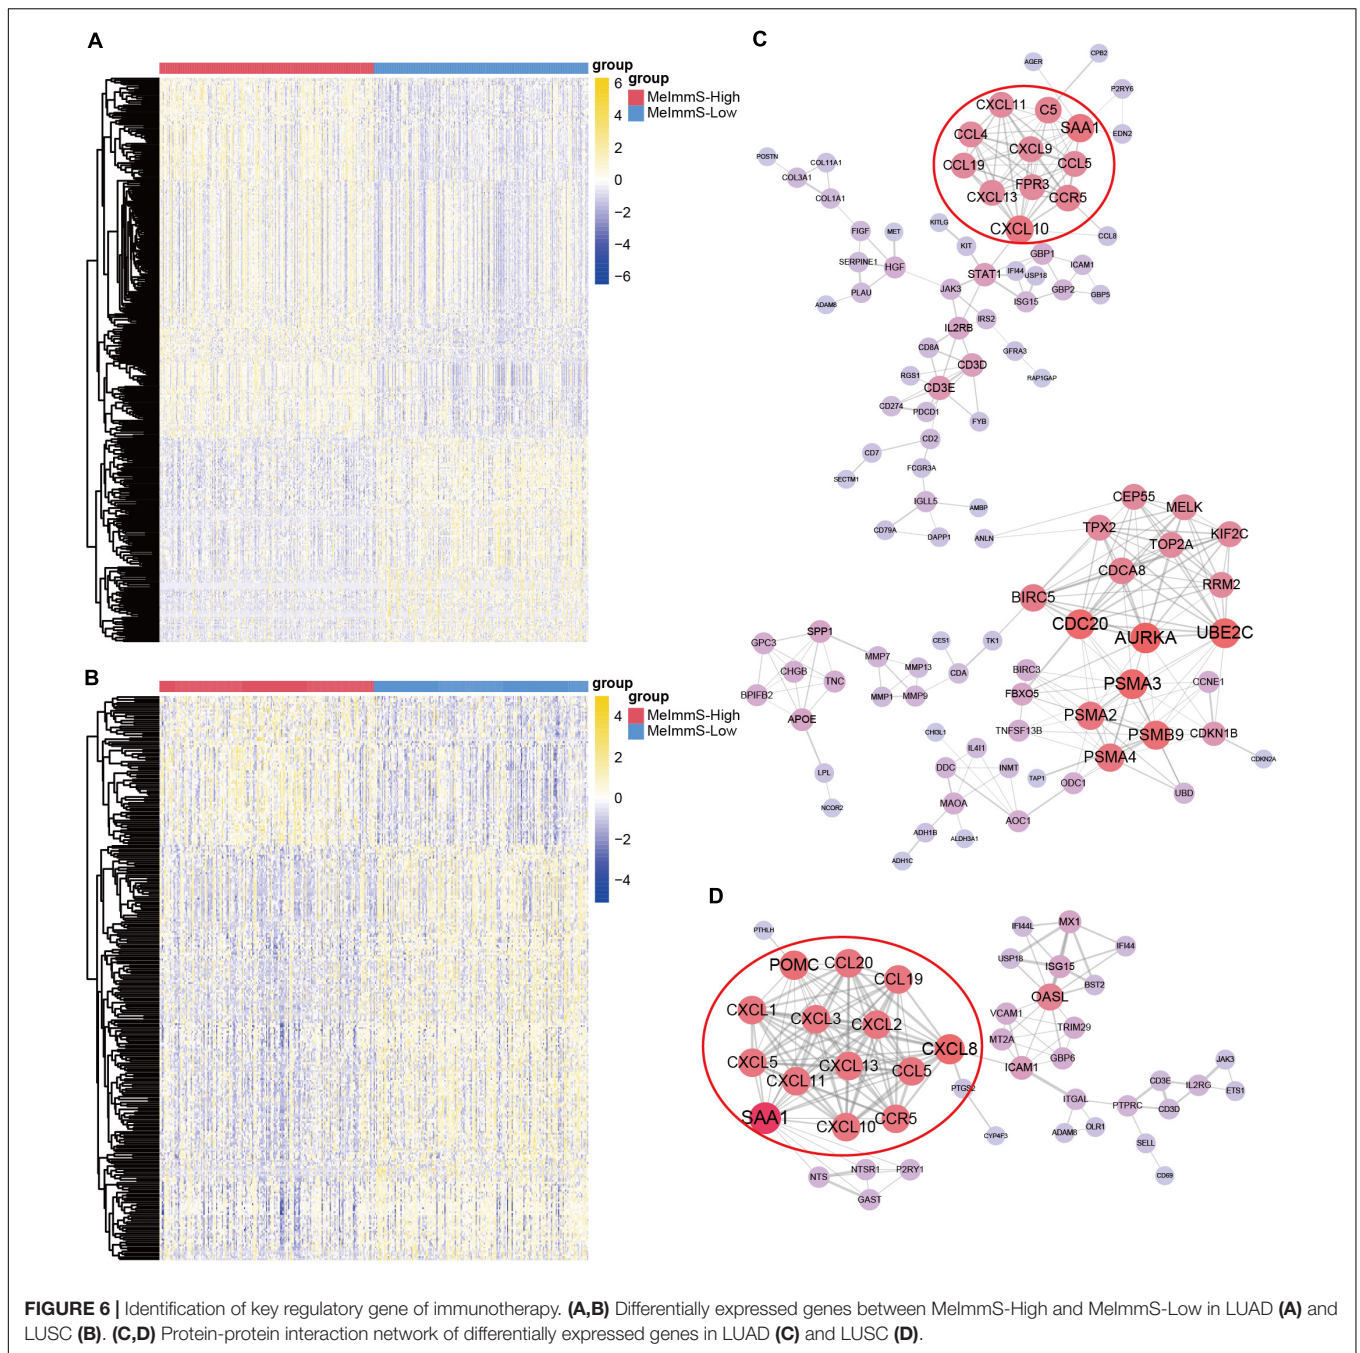 A
group
6
4
2
0
−2
−4
−6
group
MeImmS-High
MeImmS-Low
B
group
4
2
0
−2
−4
group
MeImmS-High
MeImmS-Low
C
AGER
CPB2
P2RY6
EDN2
CXCL11
C5
SAA1
CCL4
CXCL9
CCL5
CCL19
FPR3
CXCL13
CCR5
CXCL10
CCL8
POSTN
COL11A1
COL3A1
COL1A1
FIGF
MET
KITLG
KIT
SERPINE1
HGF
PLAU
ADAM8
STAT1
JAK3
GBP1
IFI44
USP18
ICAM1
GBP2
GBP5
ISG15
IRS2
IL2RB
GFRA3
RAP1GAP
CD8A
CD3D
RGS1
CD3E
CD274
PDCD1
FYB
CD2
CD7
FCGR3A
SECTM1
IGLL5
AMBP
CD79A
DAPP1
ANLN
CEP55
MELK
TPX2
TOP2A
KIF2C
CDCA8
RRM2
BIRC5
CDC20
AURKA
UBE2C
PSMA3
PSMA2
PSMB9
PSMA4
BIRC3
FBXO5
TNFSF13B
CCNE1
CDKN1B
CDKN2A
UBD
ODC1
TAP1
AOC1
TK1
CES1
CDA
SPP1
GPC3
CHGB
TNC
BPIFB2
APOE
MMP7
MMP13
MMP1
MMP9
LPL
NCOR2
CHI3L1
IL4I1
DDC
INMT
MAOA
ADH1B
ALDH3A1
ADH1C
D
PTHLH
POMC
CCL20
CCL19
CXCL1
CXCL3
CXCL2
CXCL8
CXCL5
CXCL13
CCL5
CXCL11
SAA1
CXCL10
CCR5
PTGS2
CYP4F3
NTS
NTSR1
P2RY1
GAST
IFI44L
MX1
IFI44
USP18
ISG15
BST2
OASL
VCAM1
TRIM29
MT2A
GBP6
ICAM1
ITGAL
ADAM8
OLR1
PTPRC
CD3E
CD3D
IL2RG
JAK3
ETS1
SELL
CD69
FIGURE 6 | Identification of key regulatory gene of immunotherapy. (A,B) Differentially expressed genes between MeImmS-High and MeImmS-Low in LUAD (A) and
LUSC (B). (C,D) Protein-protein interaction network of differentially expressed genes in LUAD (C) and LUSC (D).